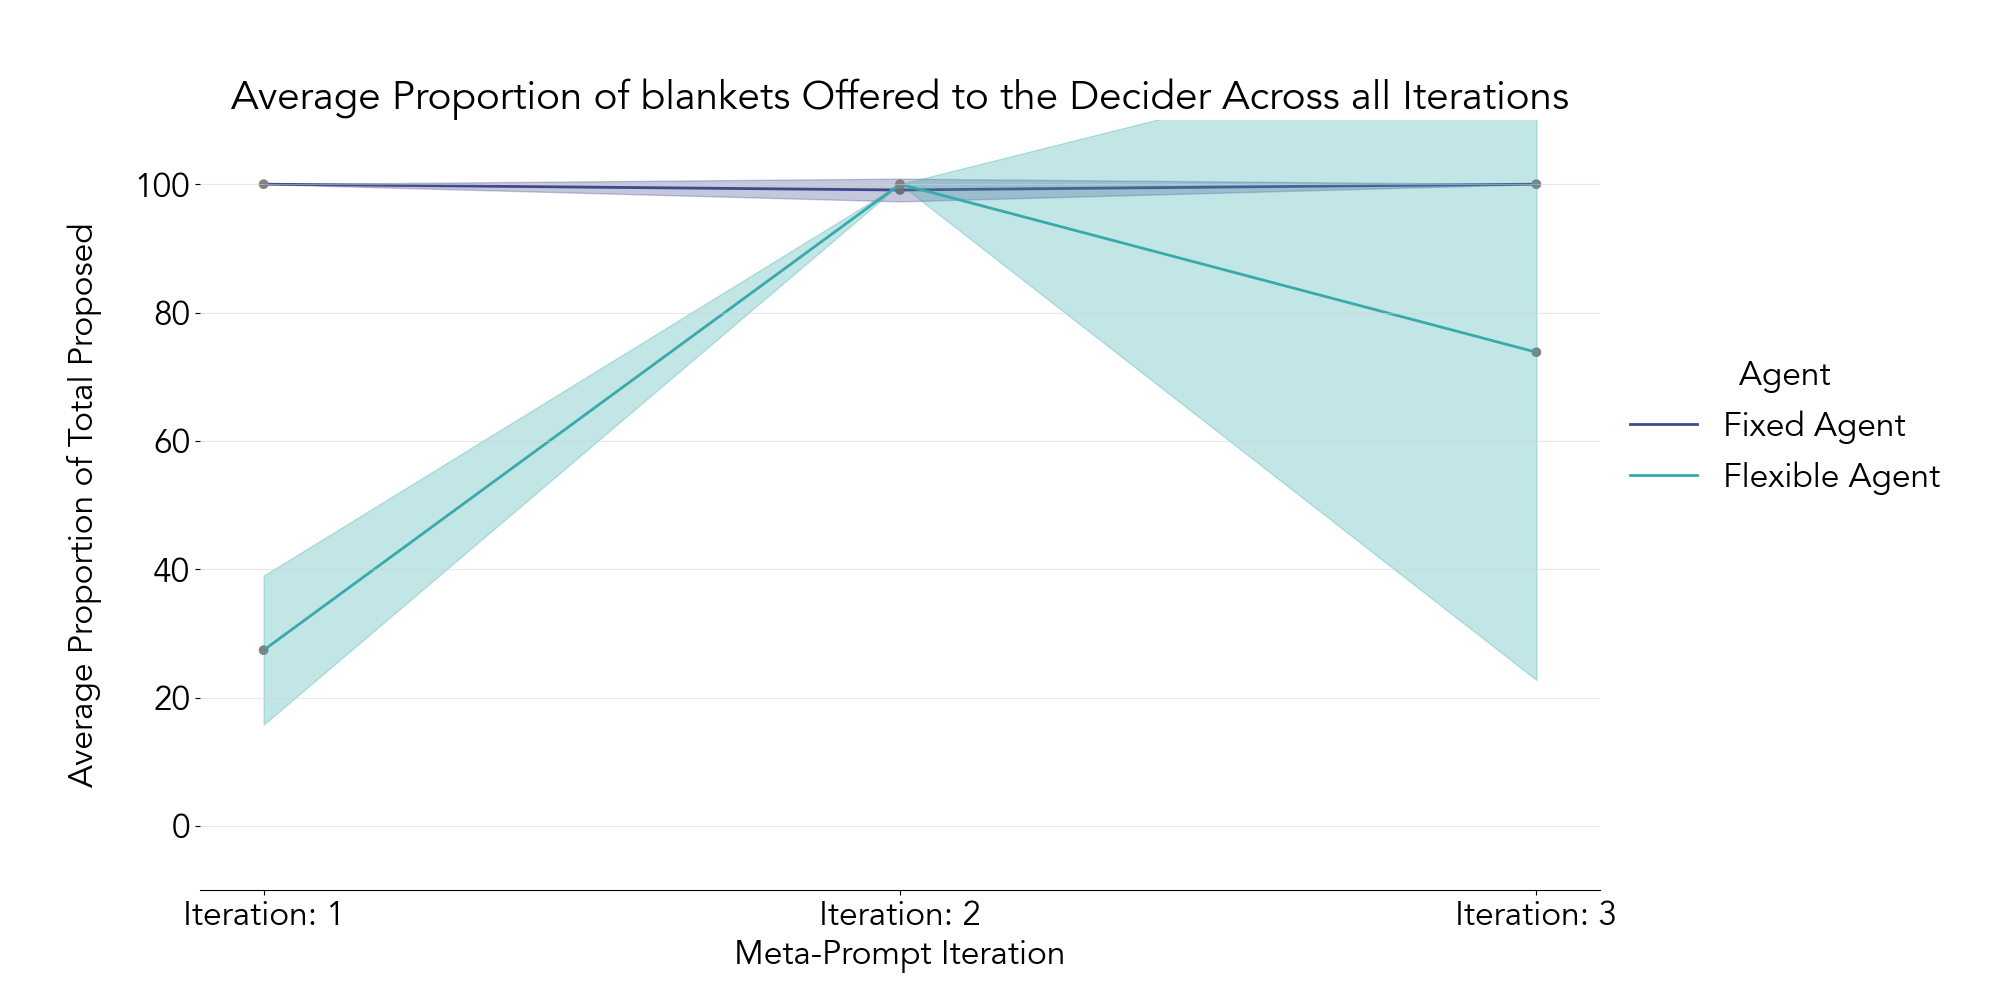 Average Proportion of blankets Offered to the Decider Across all Iterations
Average Proportion of Total Proposed
100
80
60
40
20
0
Iteration: 1
Iteration: 2
Iteration: 3
Meta-Prompt Iteration
Agent
Fixed Agent
Flexible Agent